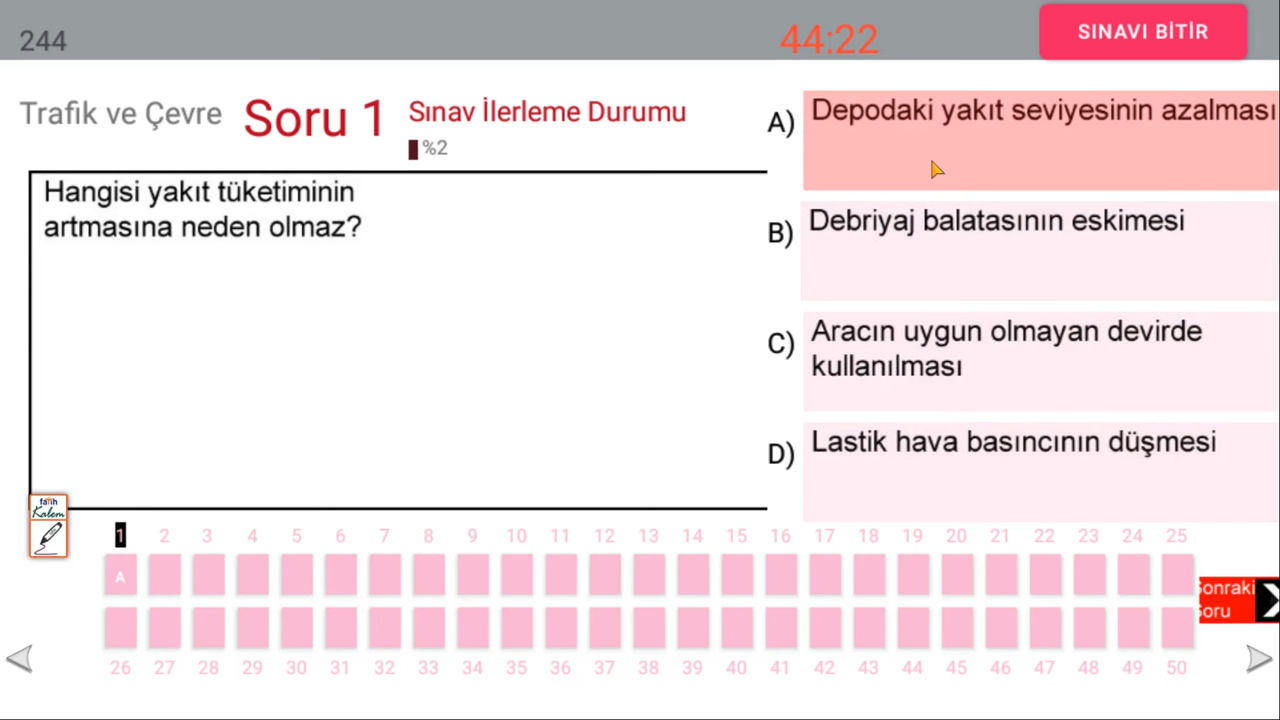 244
44:22
SINAVI BİTİR
Trafik ve Çevre
Soru 1
Sınav İlerleme Durumu
%2
Hangisi yakıt tüketiminin
artmasına neden olmaz?
A) Depodaki yakıt seviyesinin azalması
B) Debriyaj balatasının eskimesi
C) Aracın uygun olmayan devirde
kullanılması
D) Lastik hava basıncının düşmesi
fatih
Kalem
1 2 3 4 5 6 7 8 9 10 11 12 13 14 15 16 17 18 19 20 21 22 23 24 25
A
Sonraki
Soru
26 27 28 29 30 31 32 33 34 35 36 37 38 39 40 41 42 43 44 45 46 47 48 49 50